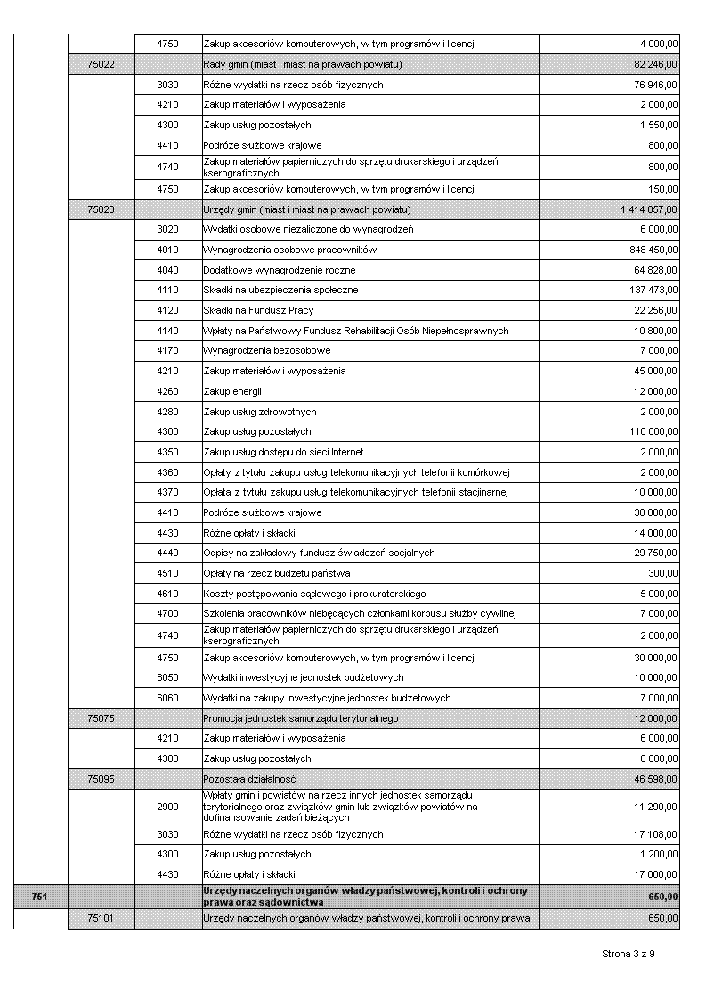 4750 Zakup akcesoriów komputerowych, w tym programów i licencji 4 000,00
75022 Rady gmin (miast i miast na prawach powiatu) 82 246,00
3030 Różne wydatki na rzecz osób fizycznych 76 946,00
4210 Zakup materiałów i wyposażenia 2 000,00
4300 Zakup usług pozostałych 1 550,00
4410 Podróże służbowe krajowe 800,00
4740 Zakup materiałów papierniczych do sprzętu drukarskiego i urządzeń
kserograficznych 800,00
4750 Zakup akcesoriów komputerowych, w tym programów i licencji 150,00
75023 Urzędy gmin (miast i miast na prawach powiatu) 1 414 857,00
3020 Wydatki osobowe niezaliczone do wynagrodzeń 6 000,00
4010 Wynagrodzenia osobowe pracowników 848 450,00
4040 Dodatkowe wynagrodzenie roczne 64 828,00
4110 Składki na ubezpieczenia społeczne 137 473,00
4120 Składki na Fundusz Pracy 22 256,00
4140 Wpłaty na Państwowy Fundusz Rehabilitacji Osób Niepełnosprawnych 10 800,00
4170 Wynagrodzenia bezosobowe 7 000,00
4210 Zakup materiałów i wyposażenia 45 000,00
4260 Zakup energii 12 000,00
4280 Zakup usług zdrowotnych 2 000,00
4300 Zakup usług pozostałych 110 000,00
4350 Zakup usług dostępu do sieci Internet 2 000,00
4360 Opłaty z tytułu zakupu usług telekomunikacyjnych telefonii komórkowej 2 000,00
4370 Opłata z tytułu zakupu usług telekomunikacyjnych telefonii stacjinarnej 10 000,00
4410 Podróże służbowe krajowe 30 000,00
4430 Różne opłaty i składki 14 000,00
4440 Odpisy na zakładowy fundusz świadczeń socjalnych 29 750,00
4510 Opłaty na rzecz budżetu państwa 300,00
4610 Koszty postępowania sądowego i prokuratorskiego 5 000,00
4700 Szkolenia pracowników niebędących członkami korpusu służby cywilnej 7 000,00
4740 Zakup materiałów papierniczych do sprzętu drukarskiego i urządzeń
kserograficznych 2 000,00
4750 Zakup akcesoriów komputerowych, w tym programów i licencji 30 000,00
6050 Wydatki inwestycyjne jednostek budżetowych 10 000,00
6060 Wydatki na zakupy inwestycyjne jednostek budżetowych 7 000,00
75075 Promocja jednostek samorządu terytorialnego 12 000,00
4210 Zakup materiałów i wyposażenia 6 000,00
4300 Zakup usług pozostałych 6 000,00
75095 Pozostała działalność 46 598,00
Wpłaty gmin i powiatów na rzecz innych jednostek samorządu
2900 terytorialnego oraz związków gmin lub związków powiatów na 11 290,00
dofinansowanie zadań bieżących
3030 Różne wydatki na rzecz osób fizycznych 17 108,00
4300 Zakup usług pozostałych 1 200,00
4430 Różne opłaty i składki 17 000,00
751 Urzędy naczelnych organów władzy państwowej, kontroli i ochrony
prawa oraz sądownictwa 650,00
75101 Urzędy naczelnych organów władzy państwowej, kontroli i ochrony prawa 650,00
Strona 3 z 9